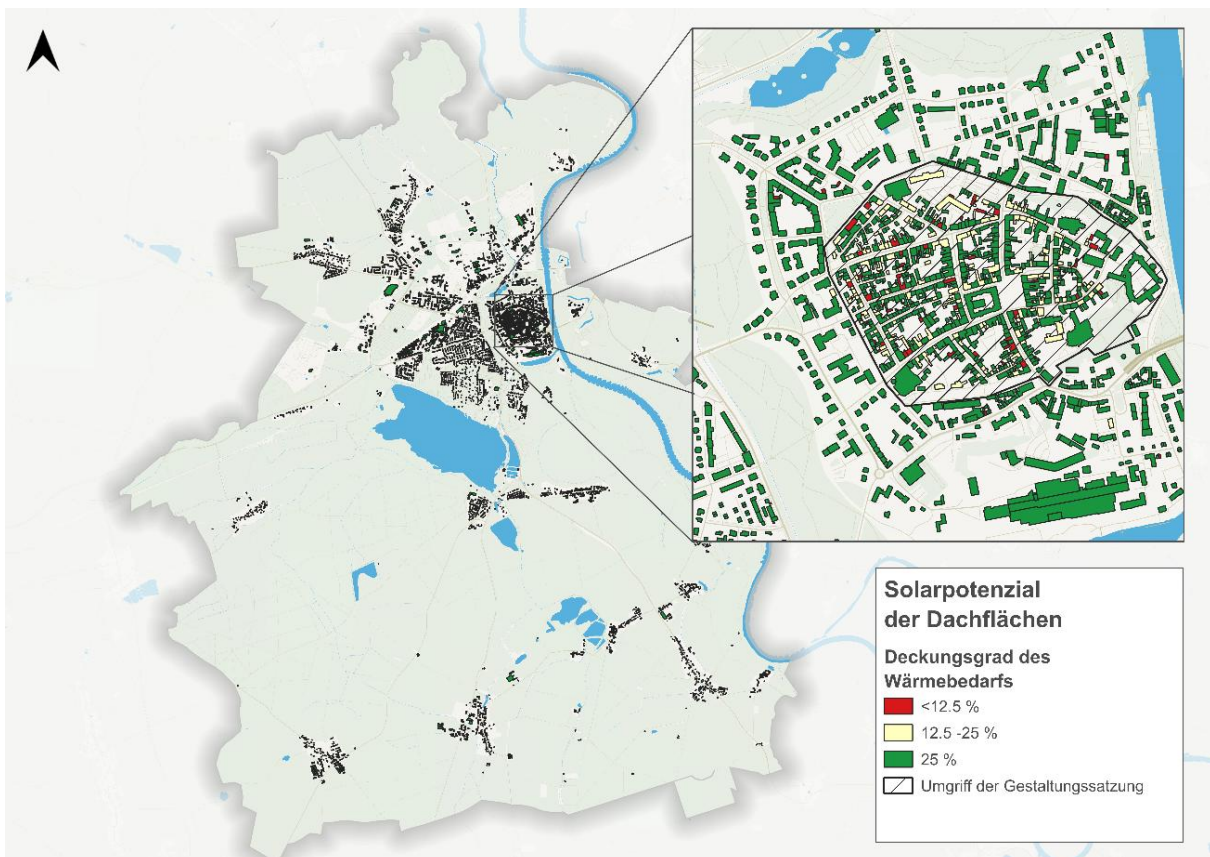 Solarpotenzial
der Dachflächen
Deckungsgrad des
Wärmebedarfs
<12.5 %
12.5 -25 %
25 %
Umgriff der Gestaltungssatzung